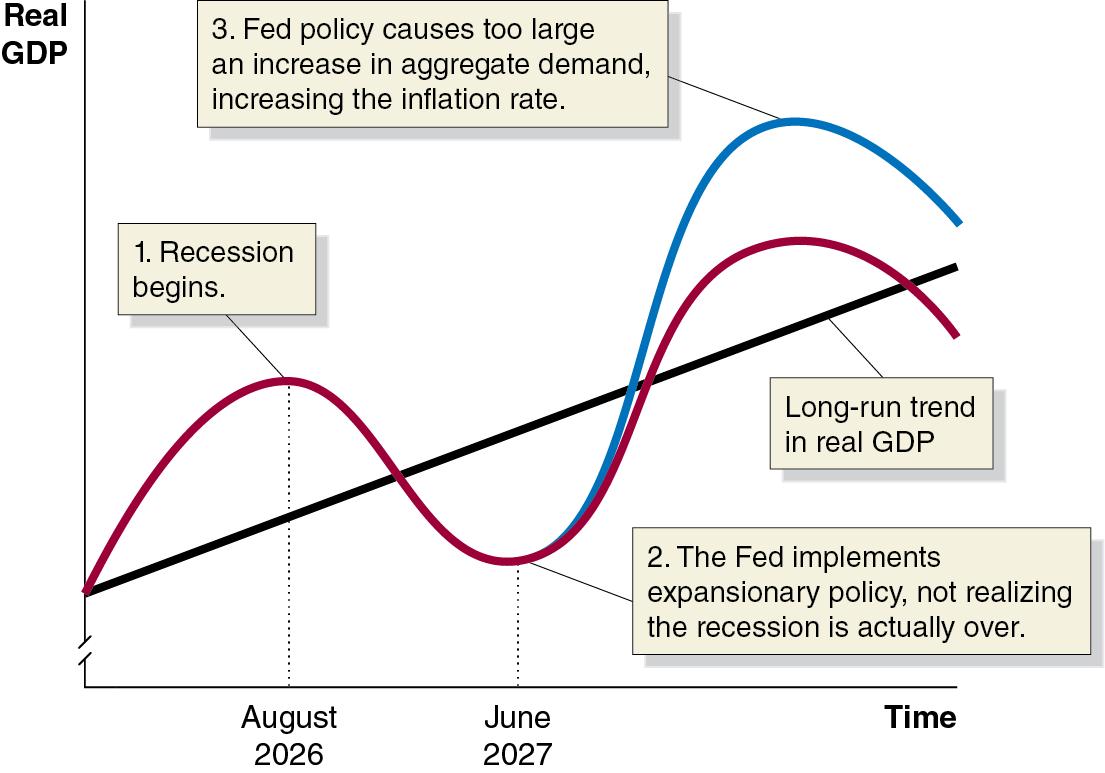 Real
GDP
3. Fed policy causes too large
an increase in aggregate demand,
increasing the inflation rate.
1. Recession
begins.
Long-run trend
in real GDP
2. The Fed implements
expansionary policy, not realizing
the recession is actually over.
August
2026
June
2027
Time